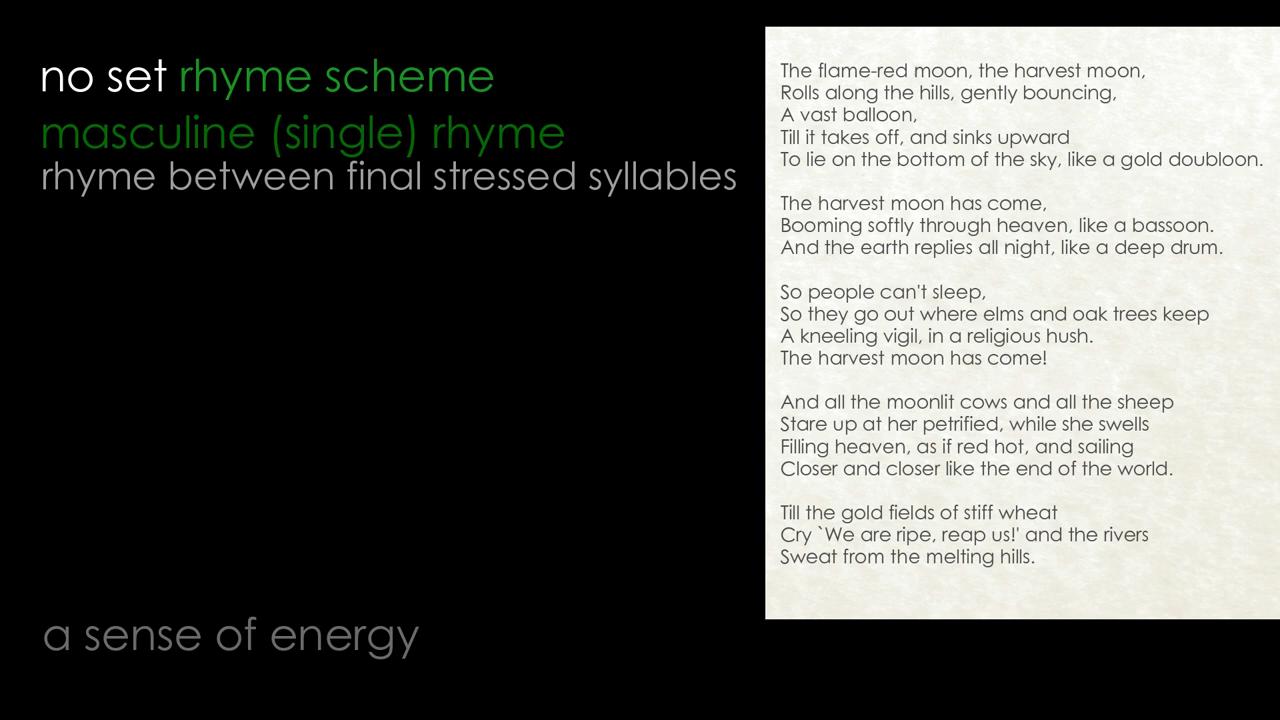 no set rhyme scheme
masculine (single) rhyme
rhyme between final stressed syllables
a sense of energy
The flame-red moon, the harvest moon,
Rolls along the hills, gently bouncing,
A vast balloon,
Till it takes off, and sinks upward
To lie on the bottom of the sky, like a gold doubloon.
The harvest moon has come,
Booming softly through heaven, like a bassoon.
And the earth replies all night, like a deep drum.
So people can't sleep,
So they go out where elms and oak trees keep
A kneeling vigil, in a religious hush.
The harvest moon has come!
And all the moonlit cows and all the sheep
Stare up at her petrified, while she swells
Filling heaven, as if red hot, and sailing
Closer and closer like the end of the world.
Till the gold fields of stiff wheat
Cry `We are ripe, reap us!' and the rivers
Sweat from the melting hills.